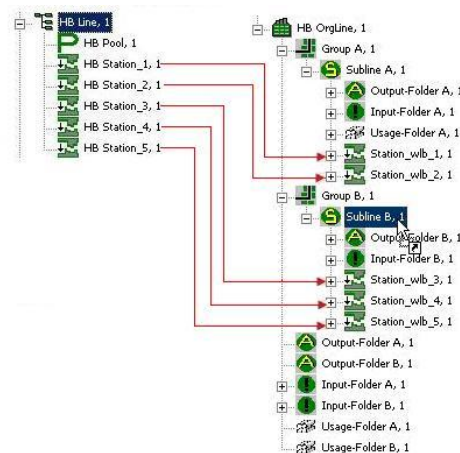 HB Line, 1
HB Pool, 1
HB Station_1, 1
HB Station_2, 1
HB Station_3, 1
HB Station_4, 1
HB Station_5, 1
HB OrgLine, 1
Group A, 1
Subline A, 1
Output-Folder A, 1
Input-Folder A, 1
Usage-Folder A, 1
Station_wlb_1, 1
Station_wlb_2, 1
Group B, 1
Subline B, 1
Output-Folder B, 1
Input-Folder B, 1
Station_wlb_3, 1
Station_wlb_4, 1
Station_wlb_5, 1
Output-Folder A, 1
Output-Folder B, 1
Input-Folder A, 1
Input-Folder B, 1
Usage-Folder A, 1
Usage-Folder B, 1